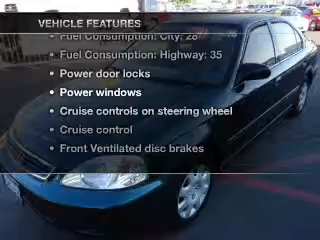 VEHICLE FEATURES
• Fuel Consumption: City: 28
• Fuel Consumption: Highway: 35
• Power door locks
• Power windows
• Cruise controls on steering wheel
• Cruise control
• Front Ventilated disc brakes